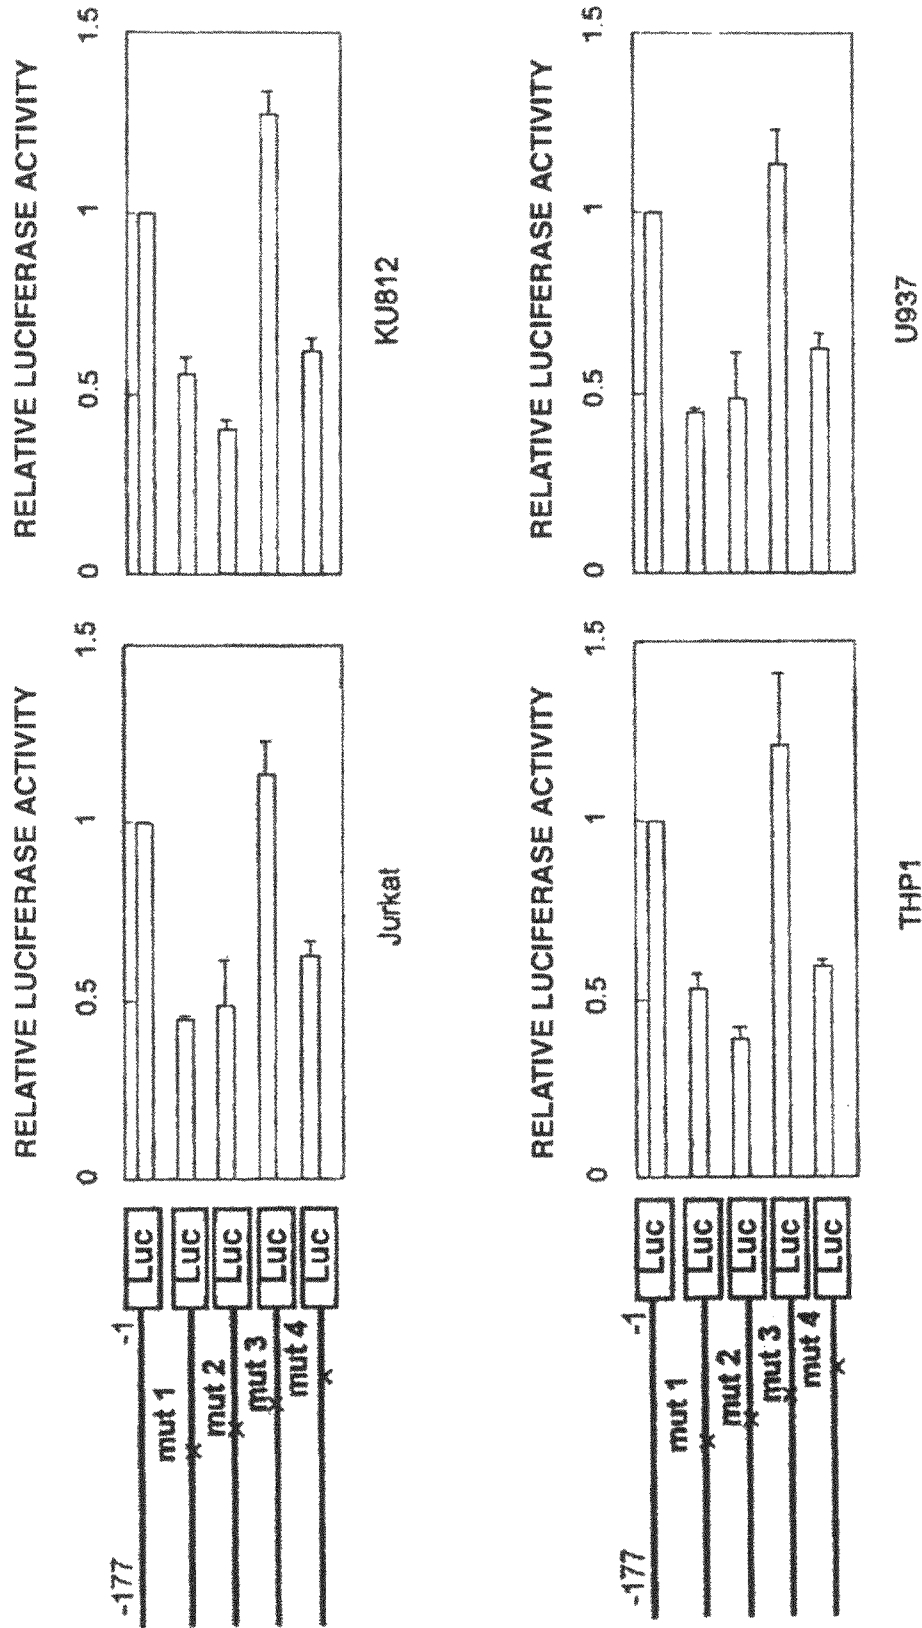 RELATIVE LUCIFERASE ACTIVITY
RELATIVE LUCIFERASE ACTIVITY
0 0.5 1 1.5
0 0.5 1 1.5
-177 -1
Luc
mut 1
Luc
mut 2
Luc
mut 3
Luc
mut 4
Luc
Jurkat
KU812
RELATIVE LUCIFERASE ACTIVITY
RELATIVE LUCIFERASE ACTIVITY
0 0.5 1 1.5
0 0.5 1 1.5
-177 -1
Luc
mut 1
Luc
mut 2
Luc
mut 3
Luc
mut 4
Luc
THP1
U937